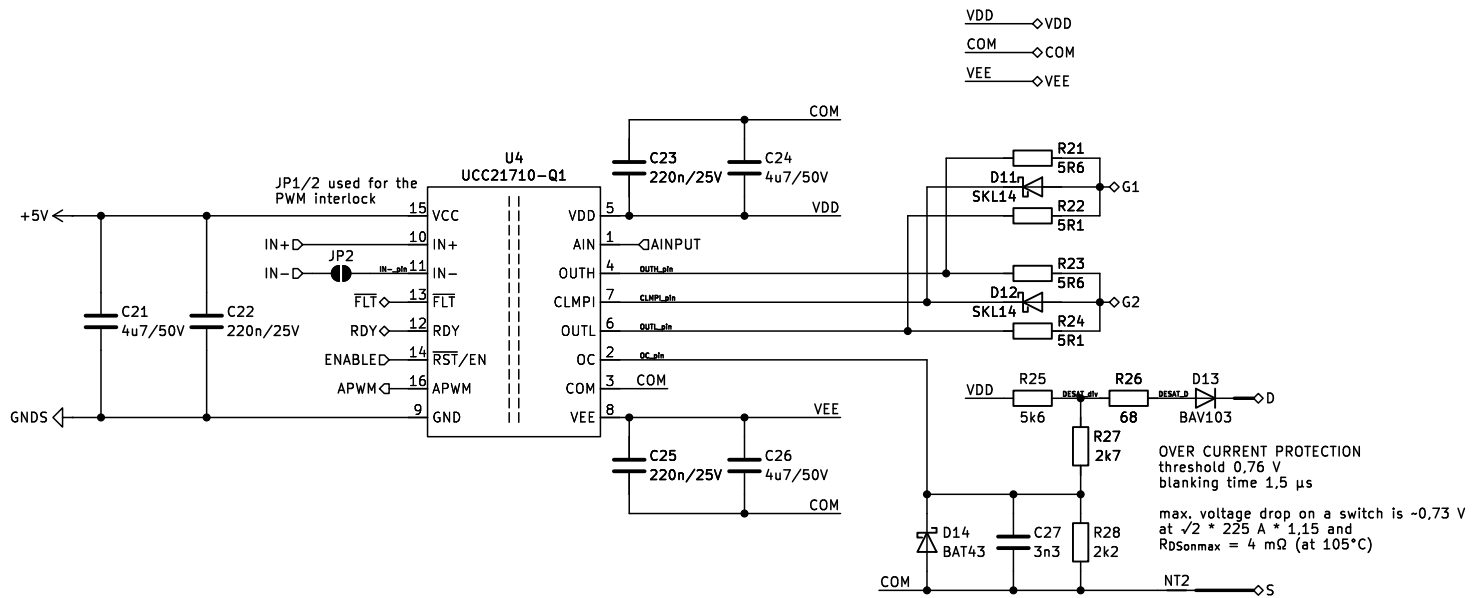 VDD
VDD
COM
COM
VEE
VEE
COM
U4
UCC21710-Q1
C23
220n/25V
C24
4u7/50V
R21
5R6
JP1/2 used for the
PWM interlock
D11
SKL14
G1
+5V
15
VCC
VDD
5
VDD
R22
5R1
IN+
10
IN+
AIN
1
AINPUT
JP2
IN-
IN-_pin
11
IN-
OUTH
4
OUTH_pin
R23
5R6
FLT
13
FLT
CLMPI
7
CLMPI_pin
D12
SKL14
G2
C21
4u7/50V
C22
220n/25V
RDY
12
RDY
OUTL
6
OUTL_pin
R24
5R1
ENABLE
14
RST/EN
OC
2
OC_pin
APWM
16
APWM
COM
3
COM
GNDS
9
GND
VEE
8
VEE
VDD
R25
5k6
DESAT_div
R26
68
DESAT_D
D13
BAV103
D
R27
2k7
C25
220n/25V
C26
4u7/50V
COM
OVER CURRENT PROTECTION
threshold 0,76 V
blanking time 1,5 µs
max. voltage drop on a switch is ~0,73 V
at √2 * 225 A * 1,15 and
RDSonmax = 4 mΩ (at 105°C)
D14
BAT43
C27
3n3
R28
2k2
COM
NT2
S